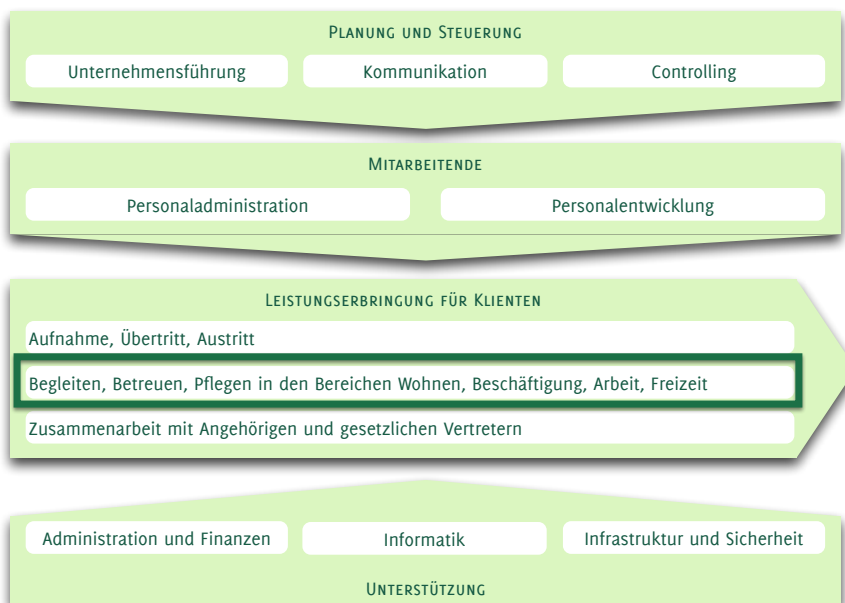 Planung und Steuerung
Unternehmensführung Kommunikation Controlling
Mitarbeitende
Personaladministration Personalentwicklung
Leistungserbringung für Klienten
Aufnahme, Übertritt, Austritt
Begleiten, Betreuen, Pflegen in den Bereichen Wohnen, Beschäftigung, Arbeit, Freizeit
Zusammenarbeit mit Angehörigen und gesetzlichen Vertretern
Administration und Finanzen Informatik Infrastruktur und Sicherheit
Unterstützung